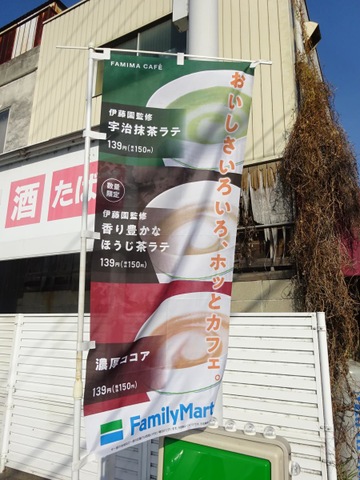 FAMIMA CAFÉ
おいしさいろいろ、ホッとカフェ。
伊藤園監修
宇治抹茶ラテ
139円(税込150円)
数量
限定
伊藤園監修
香り豊かな
ほうじ茶ラテ
139円(税込150円)
濃厚ココア
139円(税込150円)
FamilyMart
酒
たば